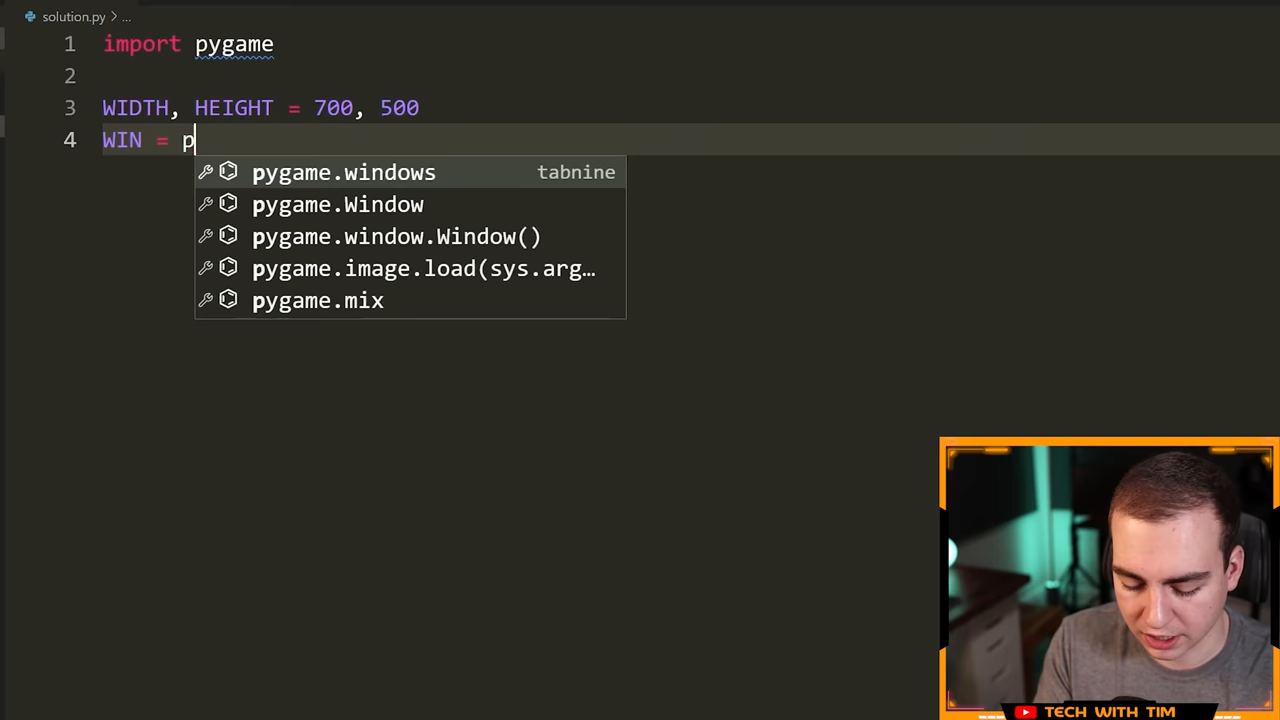 solution.py > ...
1 import pygame
2
3 WIDTH, HEIGHT = 700, 500
4 WIN = p
pygame.windows tabnine
pygame.Window
pygame.window.Window()
pygame.image.load(sys.arg…
pygame.mix
TECH WITH TIM